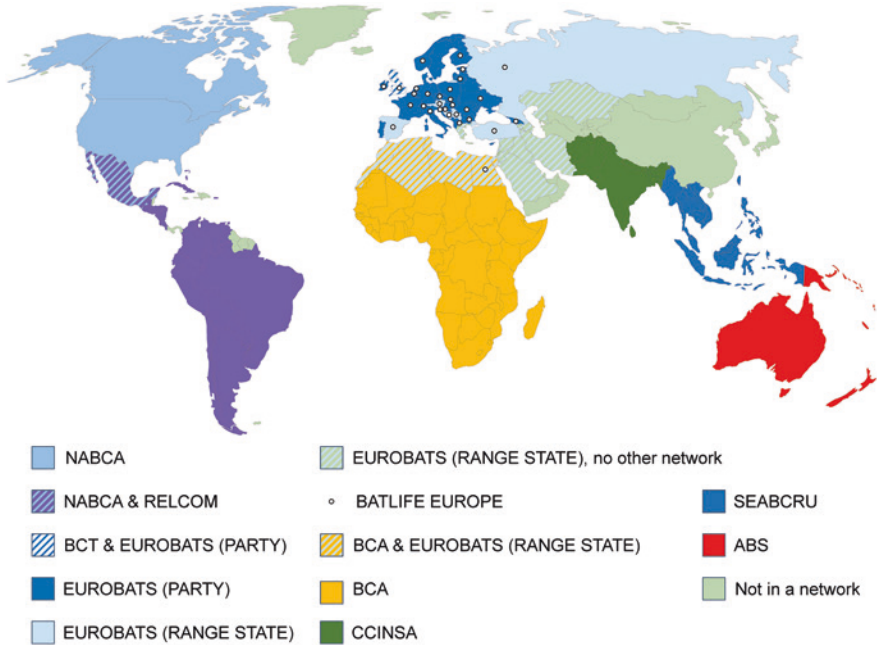 NABCA
NABCA & RELCOM
BCT & EUROBATS (PARTY)
EUROBATS (PARTY)
EUROBATS (RANGE STATE)
EUROBATS (RANGE STATE), no other network
BATLIFE EUROPE
BCA & EUROBATS (RANGE STATE)
BCA
CCINSA
SEABCRU
ABS
Not in a network